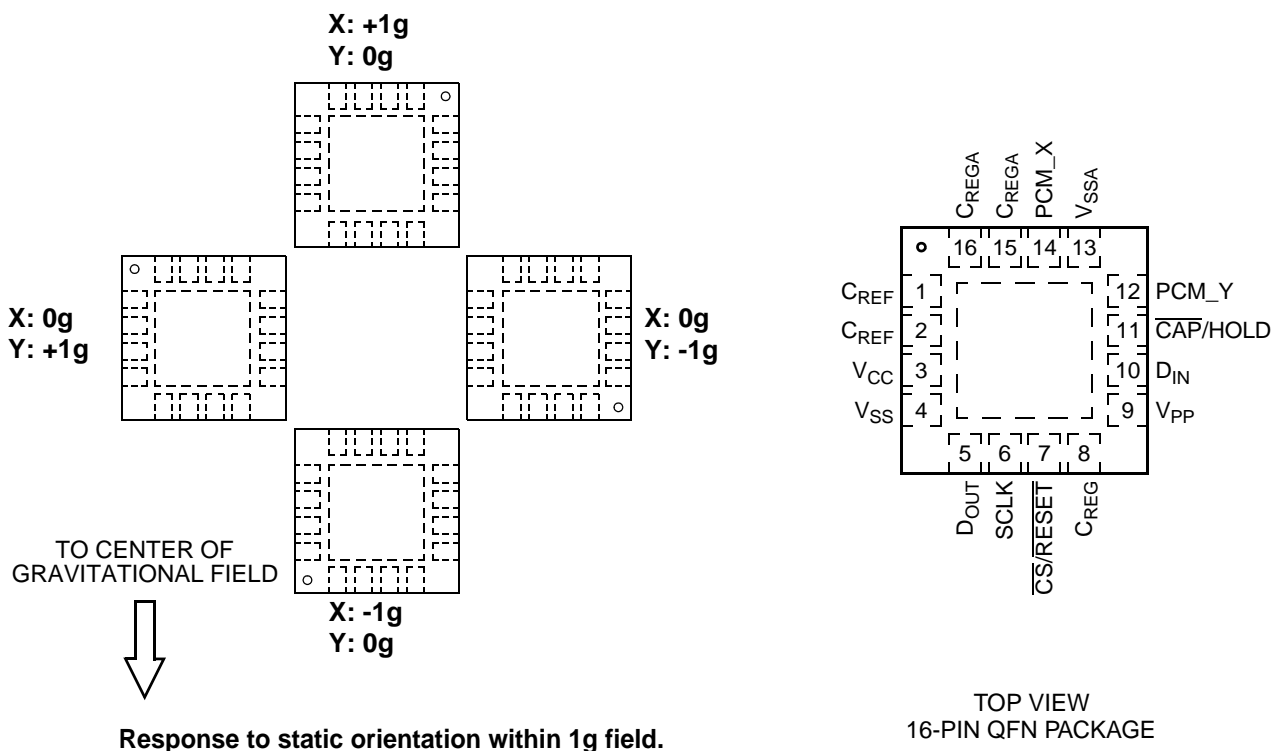 X: +1g
Y: 0g
X: 0g
Y: +1g
X: 0g
Y: -1g
X: -1g
Y: 0g
TO CENTER OF
GRAVITATIONAL FIELD
Response to static orientation within 1g field.
CREGA
CREGA
PCM_X
VSSA
16 15 14 13
CREF 1
CREF 2
VCC 3
VSS 4
12 PCM_Y
11 CAP/HOLD
10 DIN
9 VPP
5 6 7 8
DOUT
SCLK
CS/RESET
CREG
TOP VIEW
16-PIN QFN PACKAGE